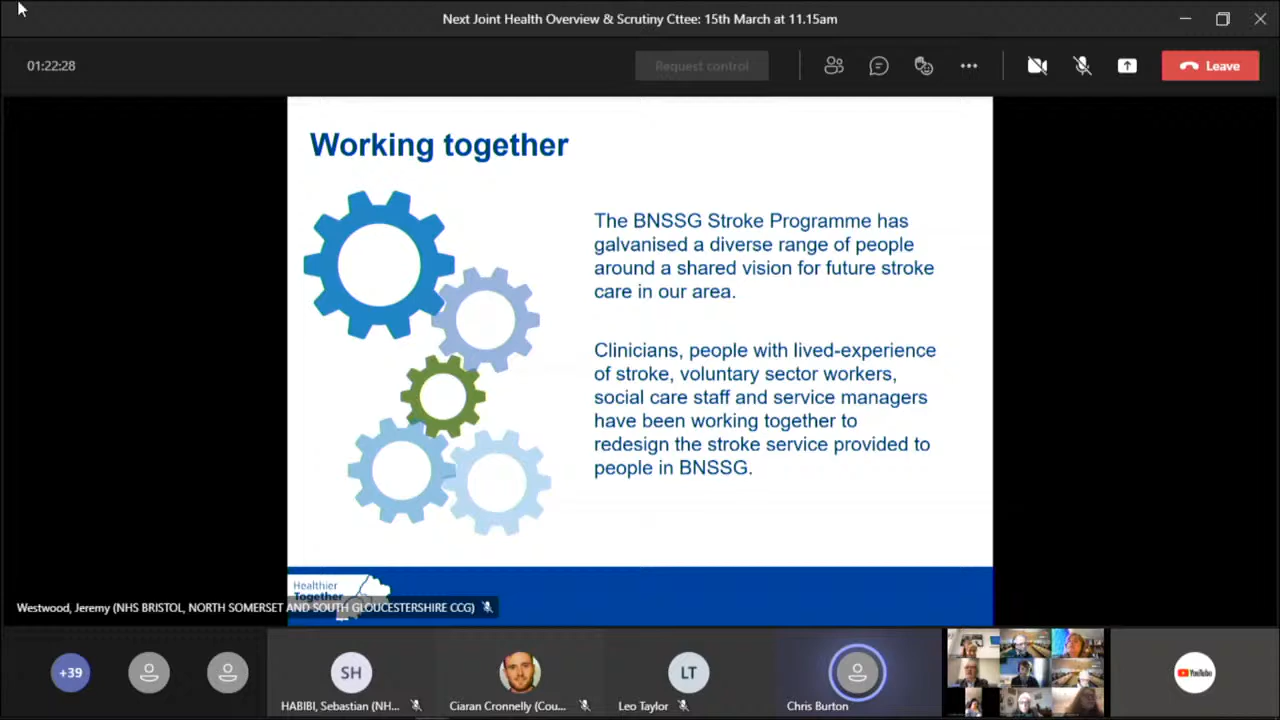 Next Joint Health Overview & Scrutiny Cttee: 15th March at 11.15am
01:22:28
Request control
Leave
Working together
The BNSSG Stroke Programme has
galvanised a diverse range of people
around a shared vision for future stroke
care in our area.
Clinicians, people with lived-experience
of stroke, voluntary sector workers,
social care staff and service managers
have been working together to
redesign the stroke service provided to
people in BNSSG.
Healthier
Together
Westwood, Jeremy (NHS BRISTOL, NORTH SOMERSET AND SOUTH GLOUCESTERSHIRE CCG)
+39
SH
LT
YouTube
HABIBI, Sebastian (NH...
Ciaran Cronnelly (Cou...
Leo Taylor
Chris Burton